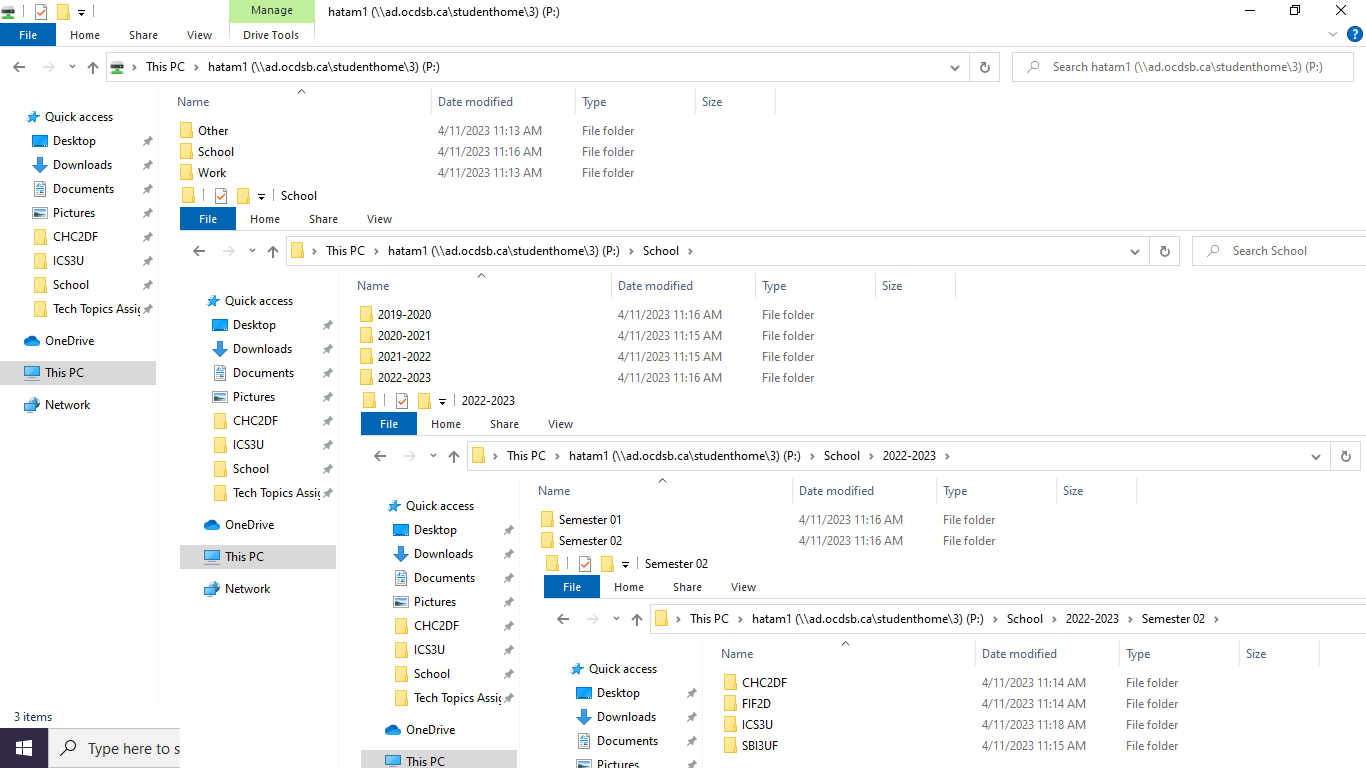 Manage hatam1 (\\ad.ocdsb.ca\studenthome\3) (P:)
File Home Share View Drive Tools
This PC hatam1 (\\ad.ocdsb.ca\studenthome\3) (P:) Search hatam1 (\\ad.ocdsb.ca\studenthome\3) (P:)
Name Date modified Type Size
Quick access
Desktop
Downloads
Documents
Pictures
CHC2DF
ICS3U
School
Tech Topics Assig
OneDrive
This PC
Network
3 items
Type here to s
Other 4/11/2023 11:13 AM File folder
School 4/11/2023 11:16 AM File folder
Work 4/11/2023 11:13 AM File folder
School
File Home Share View
This PC hatam1 (\\ad.ocdsb.ca\studenthome\3) (P:) School Search School
Name Date modified Type Size
Quick access
Desktop
Downloads
Documents
Pictures
CHC2DF
ICS3U
School
Tech Topics Assig
OneDrive
This PC
Network
2019-2020 4/11/2023 11:16 AM File folder
2020-2021 4/11/2023 11:15 AM File folder
2021-2022 4/11/2023 11:15 AM File folder
2022-2023 4/11/2023 11:16 AM File folder
2022-2023
File Home Share View
This PC hatam1 (\\ad.ocdsb.ca\studenthome\3) (P:) School 2022-2023
Name Date modified Type Size
Quick access
Desktop
Downloads
Documents
Pictures
CHC2DF
ICS3U
School
Tech Topics Assig
OneDrive
This PC
Semester 01 4/11/2023 11:16 AM File folder
Semester 02 4/11/2023 11:16 AM File folder
Semester 02
File Home Share View
This PC hatam1 (\\ad.ocdsb.ca\studenthome\3) (P:) School 2022-2023 Semester 02
Name Date modified Type Size
Quick access
Desktop
Downloads
Documents
Pictures
CHC2DF 4/11/2023 11:14 AM File folder
FIF2D 4/11/2023 11:14 AM File folder
ICS3U 4/11/2023 11:18 AM File folder
SBI3UF 4/11/2023 11:15 AM File folder